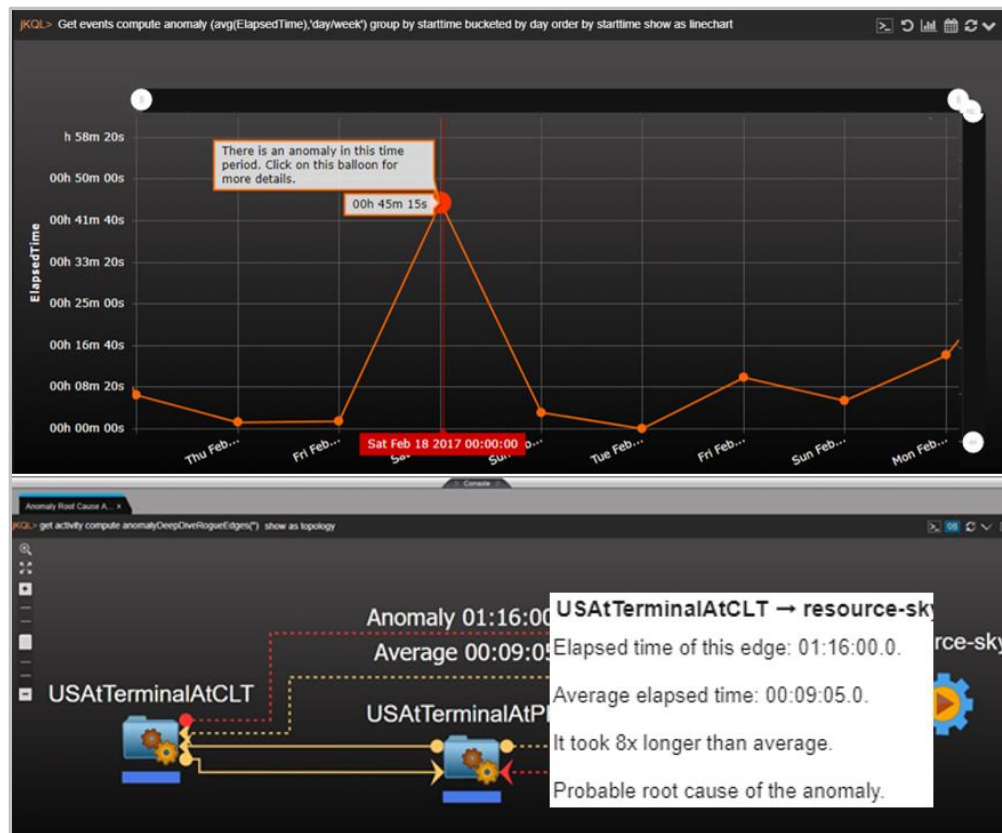 jKQL> Get events compute anomaly (avg(ElapsedTime),'day/week') group by starttime bucketed by day order by starttime show as linechart
h 58m 20s
There is an anomaly in this time
period. Click on this balloon for
more details.
00h 50m 00s
00h 45m 15s
00h 41m 40s
00h 33m 20s
ElapsedTime
00h 25m 00s
00h 16m 40s
00h 08m 20s
00h 00m 00s
Thu Feb...
Fri Feb...
Sat Feb 18 2017 00:00:00
Tue Feb...
Fri Feb...
Sun Feb...
Mon Feb...
Console
Anomaly Root Cause A... x
jKQL> get activity compute anomalyDeepDiveRogueEdges('') show as topology
Anomaly 01:16:00
Average 00:09:05
USAtTerminalAtCLT
USAtTerminalAtP
rce-sky
USAtTerminalAtCLT → resource-sky
Elapsed time of this edge: 01:16:00.0.
Average elapsed time: 00:09:05.0.
It took 8x longer than average.
Probable root cause of the anomaly.